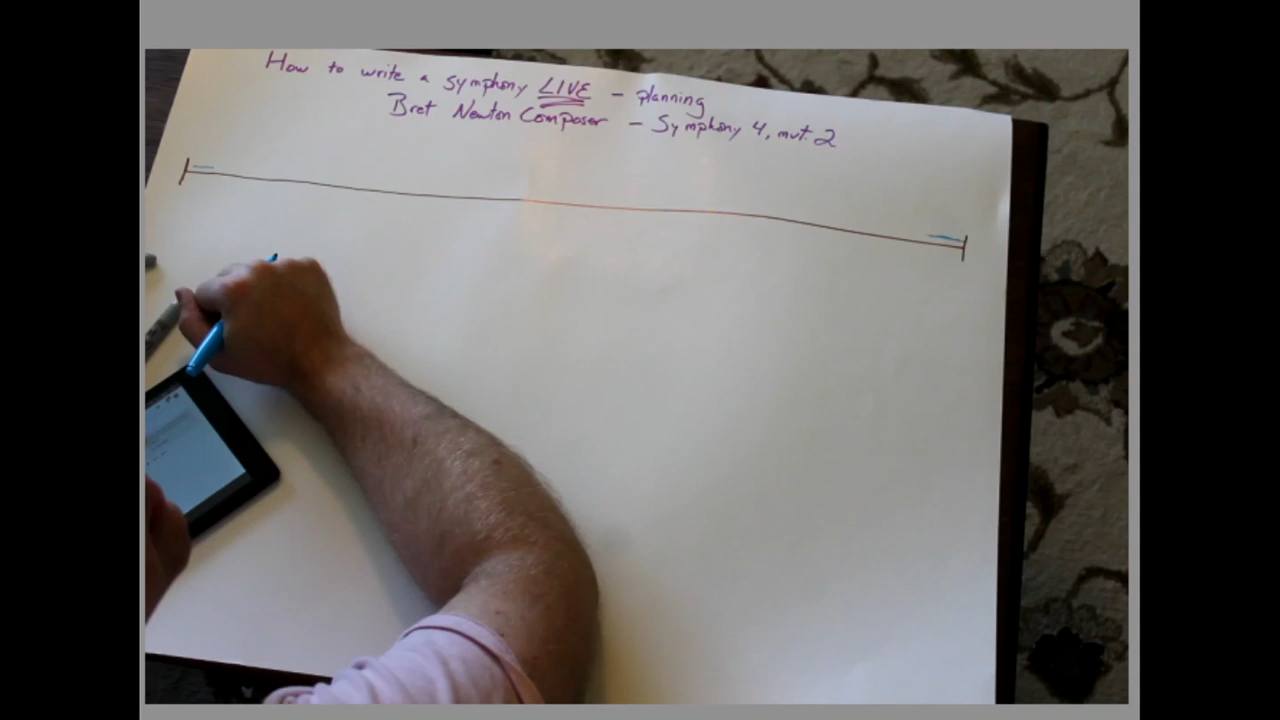 How to write a symphony LIVE - planning
Bret Newton Composer - Symphony 4, mvt. 2